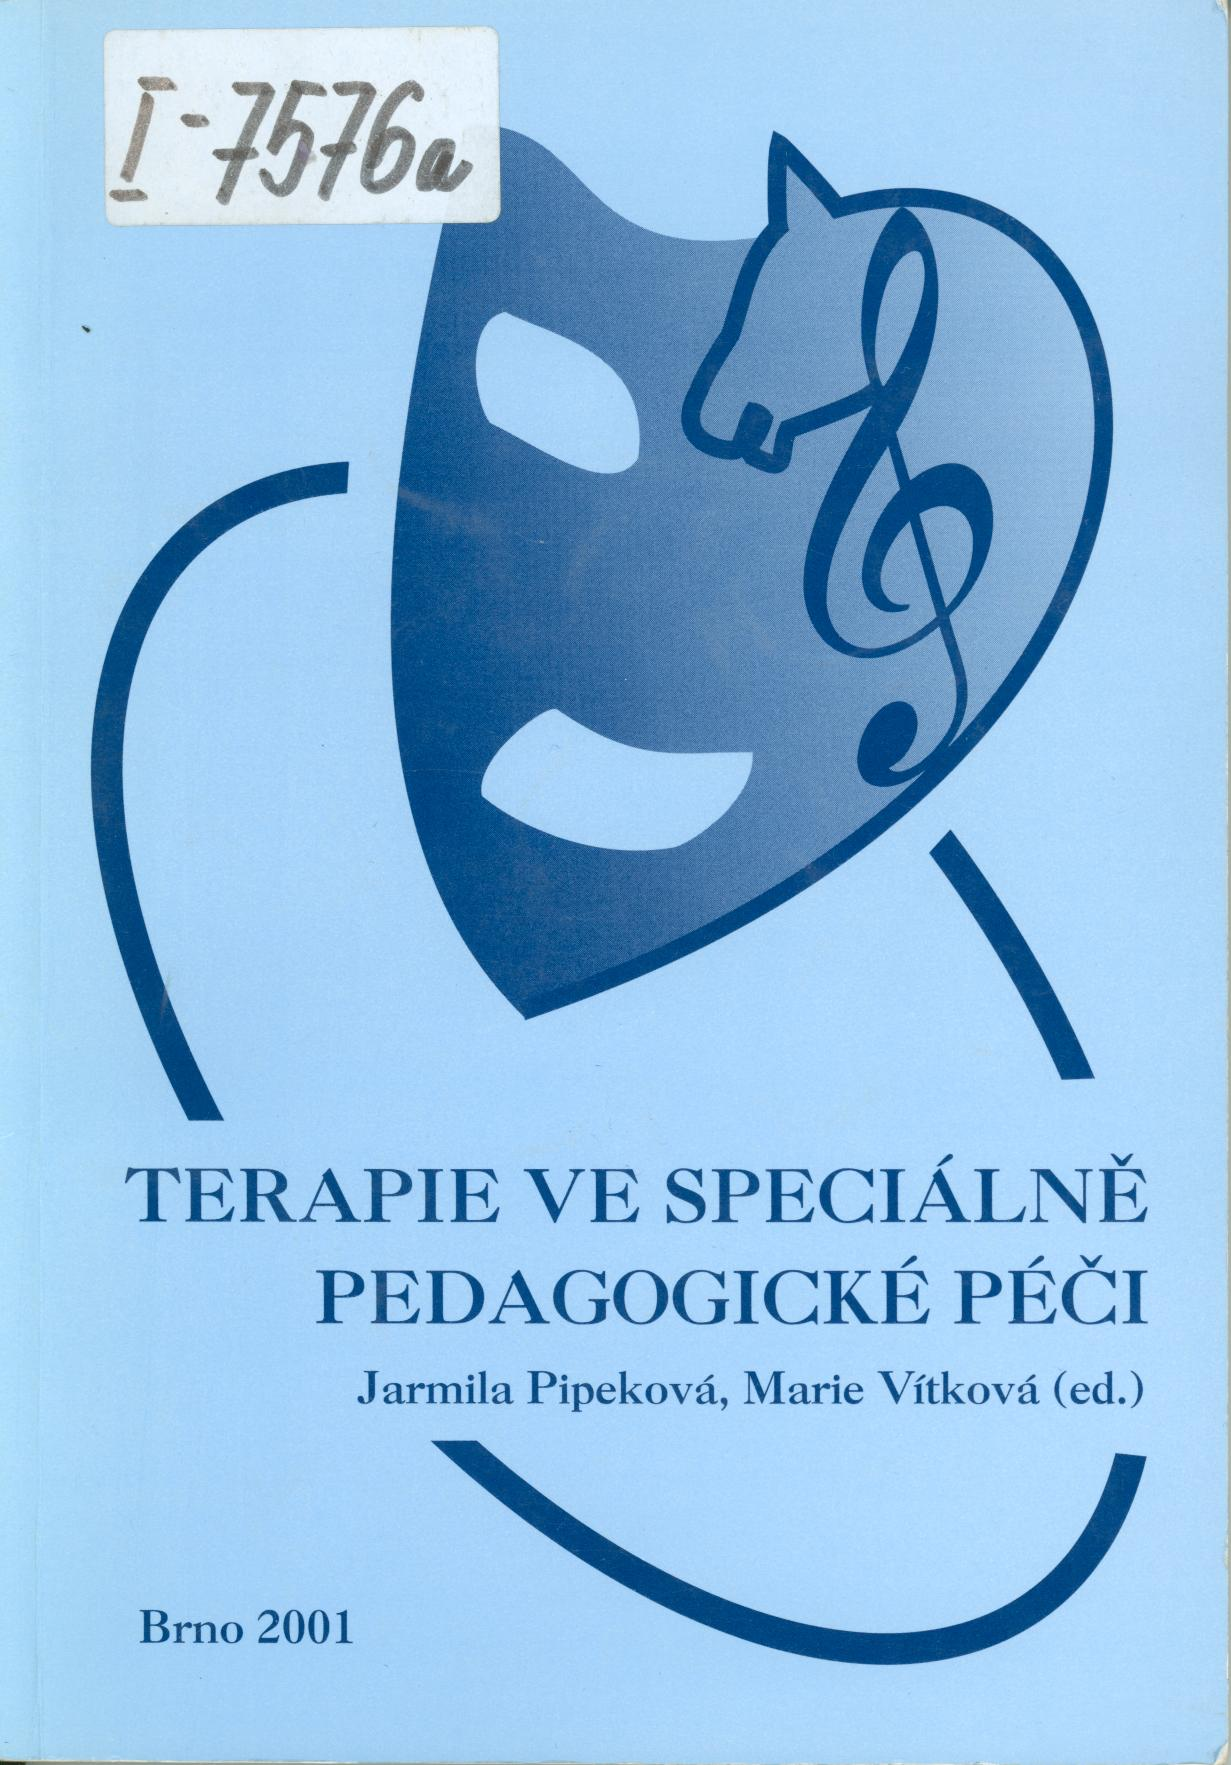 I-7576a
TERAPIE VE SPECIÁLNĚ
PEDAGOGICKÉ PÉČI
Jarmila Pipeková, Marie Vítková (ed.)
Brno 2001